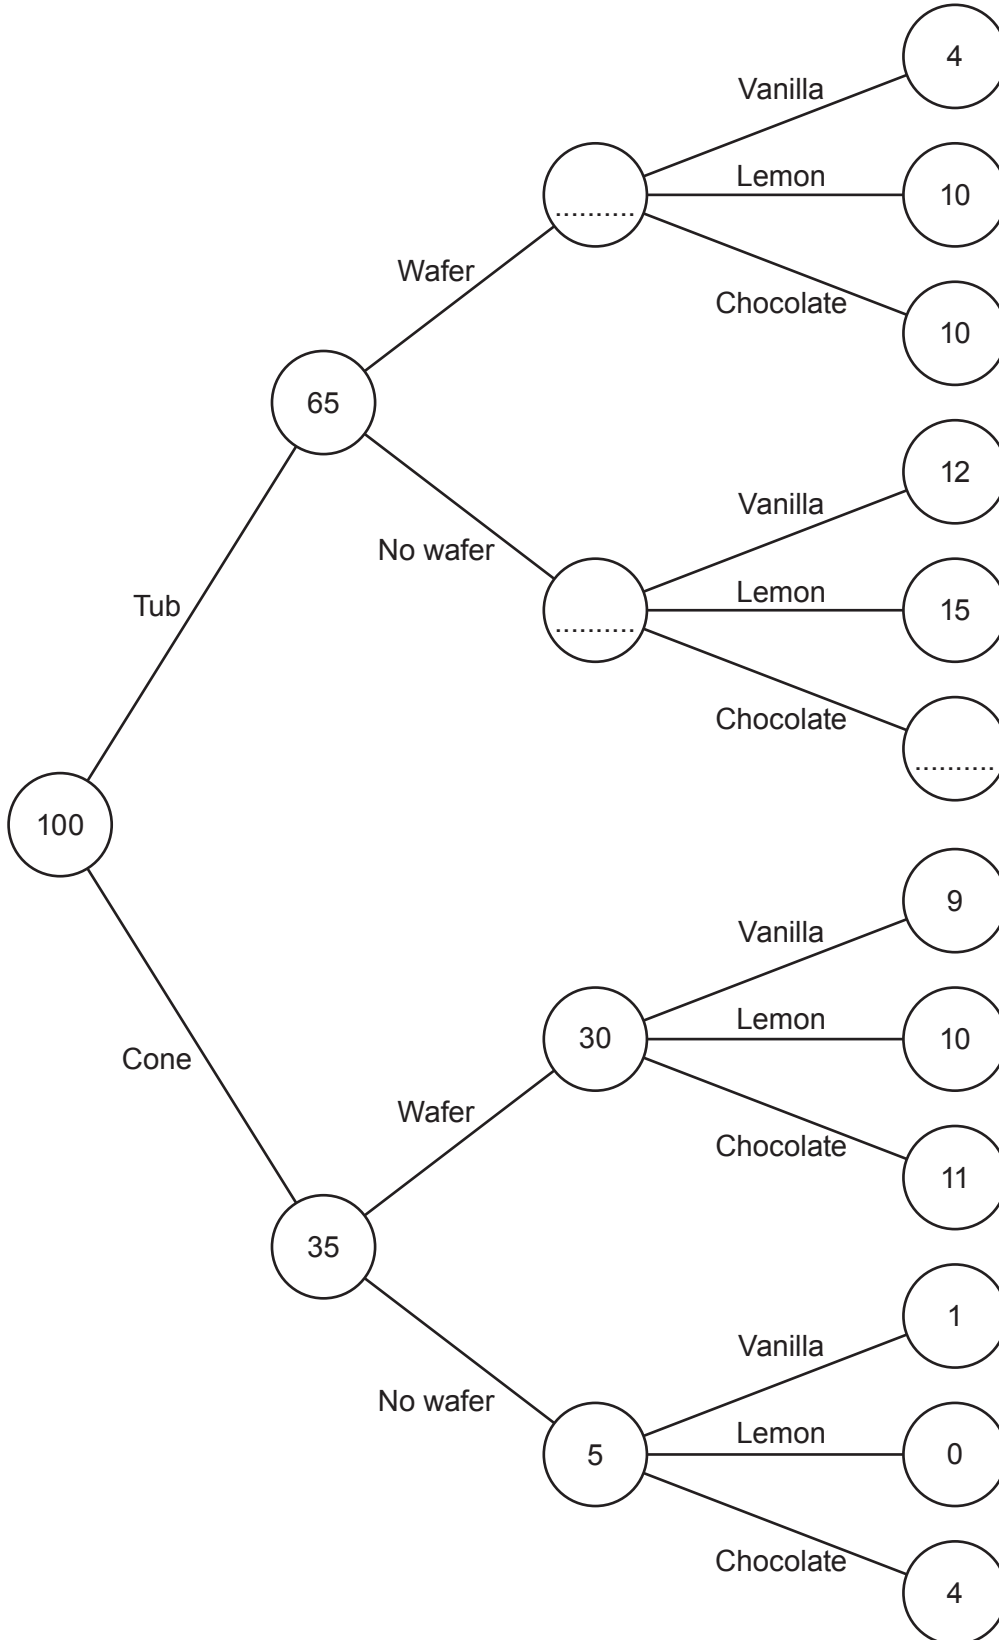 4
Vanilla
Lemon
10
..........
Wafer
Chocolate
10
65
12
Vanilla
No wafer
Lemon
15
..........
Tub
Chocolate
..........
100
9
Vanilla
30
Lemon
10
Cone
Wafer
Chocolate
11
35
1
Vanilla
No wafer
Lemon
5
0
Chocolate
4